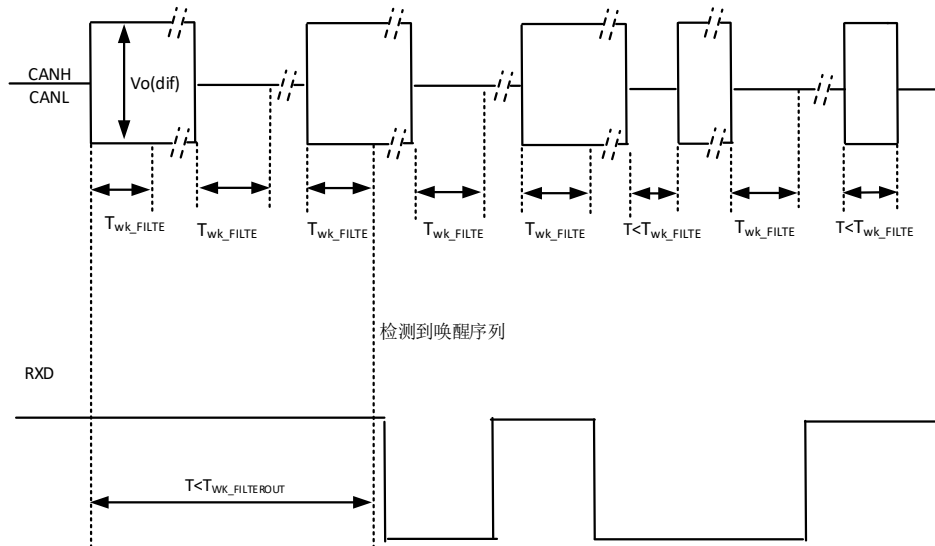 CANH
CANL
Vo(dif)
Twk_FILTE
Twk_FILTE
Twk_FILTE
Twk_FILTE
Twk_FILTE
T<Twk_FILTE
Twk_FILTE
T<Twk_FILTE
检测到唤醒序列
RXD
T<TWK_FILTEROUT